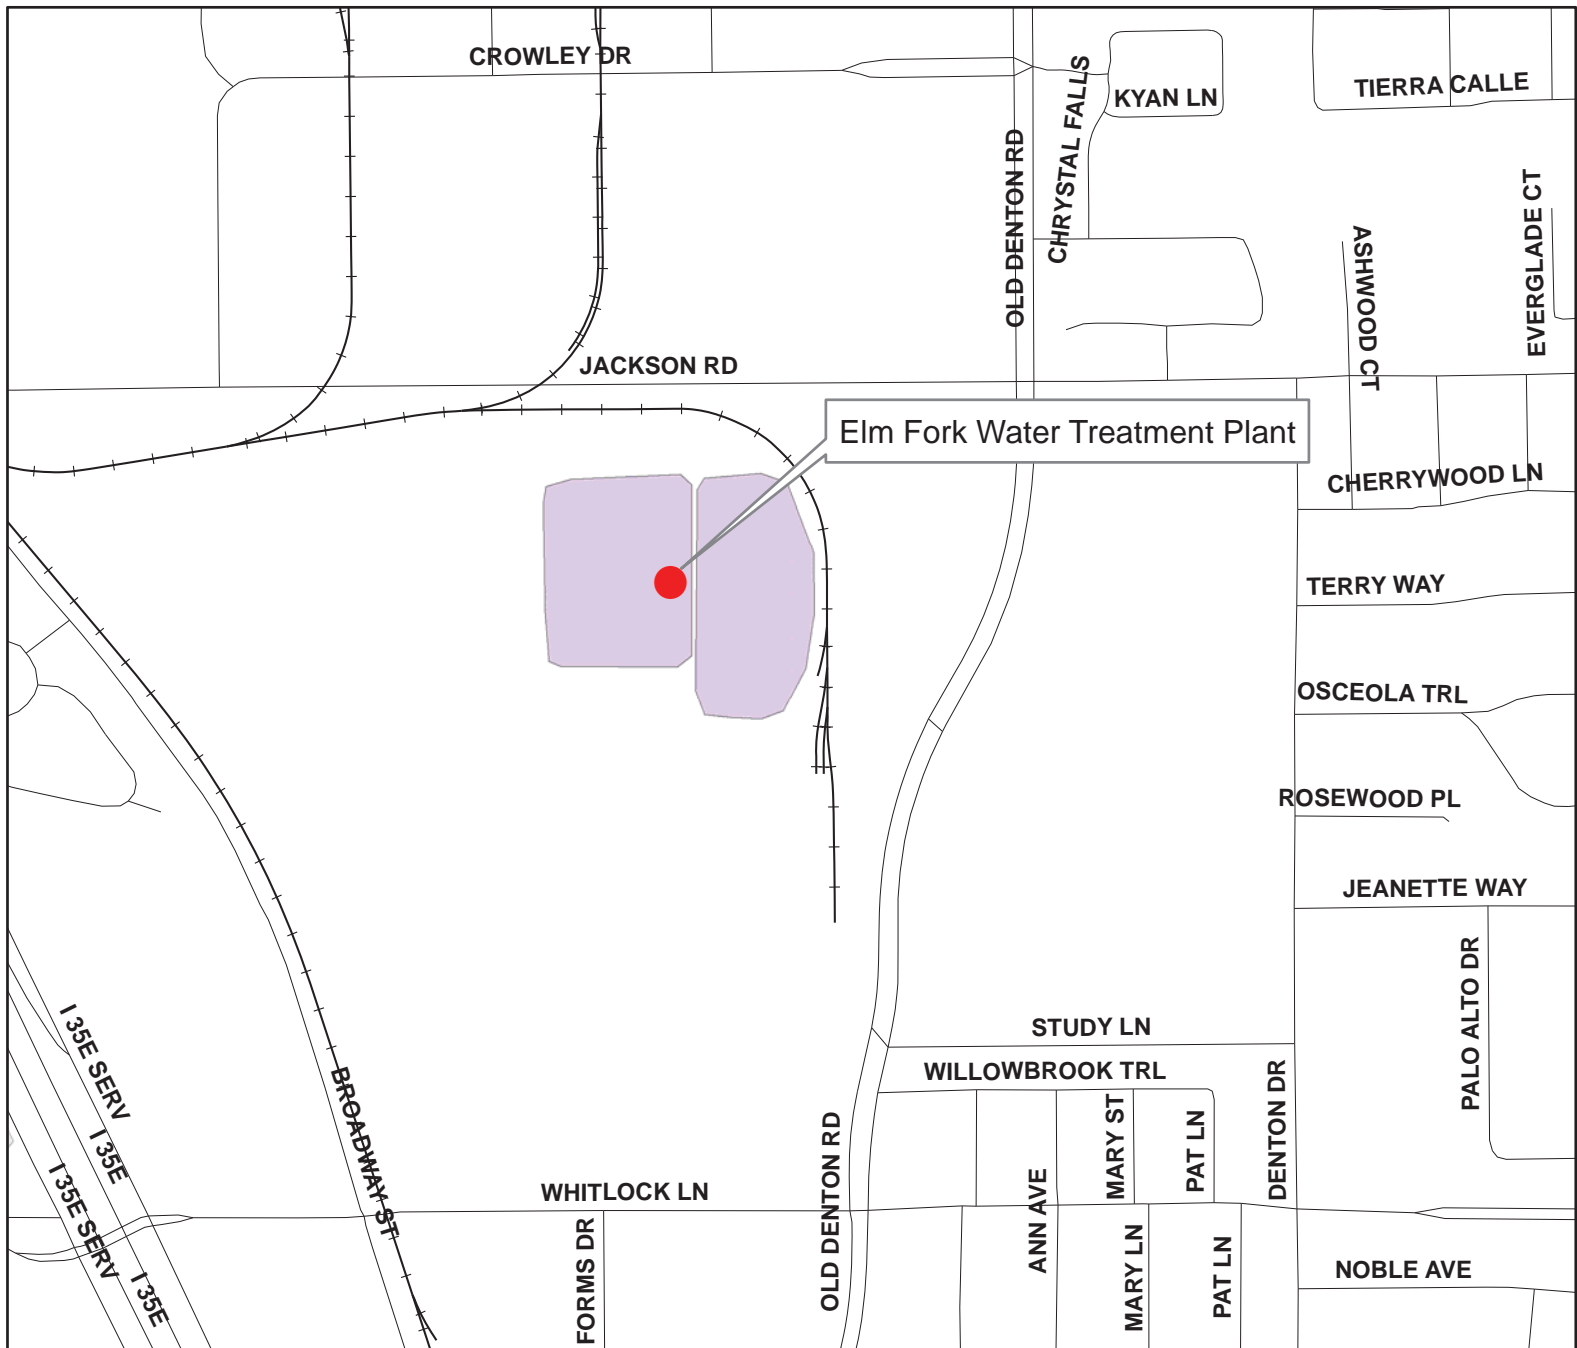 CROWLEY DR
KYAN LN
TIERRA CALLE
OLD DENTON RD
CHRYSTAL FALLS
ASHWOOD CT
EVERGLADE CT
JACKSON RD
Elm Fork Water Treatment Plant
CHERRYWOOD LN
TERRY WAY
OSCEOLA TRL
ROSEWOOD PL
JEANETTE WAY
PALO ALTO DR
STUDY LN
WILLOWBROOK TRL
I 35E SERV
I 35E
BROADWAY ST
OLD DENTON RD
MARY ST
PAT LN
DENTON DR
WHITLOCK LN
I 35E SERV
I 35E
FORMS DR
ANN AVE
MARY LN
PAT LN
NOBLE AVE